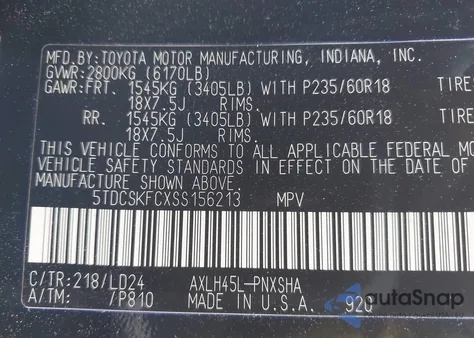 MFD.BY:TOYOTA MOTOR MANUFACTURING, INDIANA, INC.
GVWR:2800KG (6170LB)
GAWR:FRT. 1545KG (3405LB) WITH P235/60R18 TIRE
18X7.5J RIMS.
RR. 1545KG (3405LB) WITH P235/60R18 TIRE
18X7.5J RIMS.
THIS VEHICLE CONFORMS TO ALL APPLICABLE FEDERAL MO
VEHICLE SAFETY STANDARDS IN EFFECT ON THE DATE OF
MANUFACTURE SHOWN ABOVE.
5TDCSKFCXSS156213 MPV
C/TR:218/LD24 AXLH45L-PNXSHA
A/TM: /P810 MADE IN U.S.A. 92Q
autoSnap